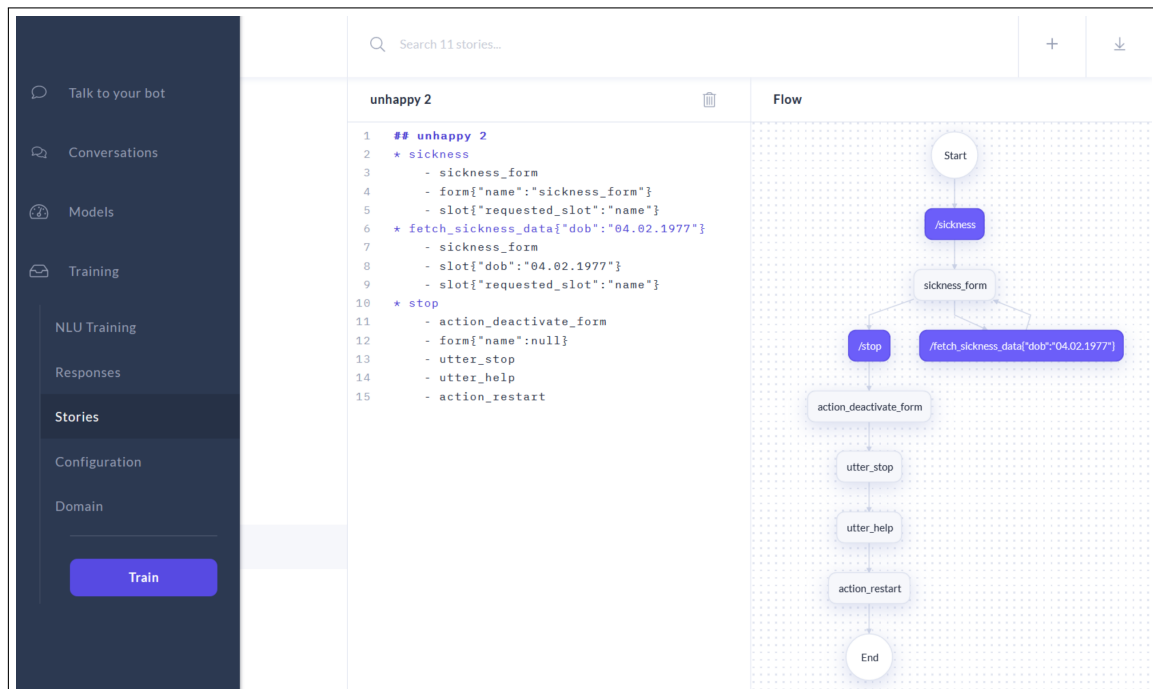 Talk to your bot
Conversations
Models
Training
NLU Training
Responses
Stories
Configuration
Domain
Train
Search 11 stories...
unhappy 2
1 ## unhappy 2
2 * sickness
3 - sickness_form
4 - form{"name":"sickness_form"}
5 - slot{"requested_slot":"name"}
6 * fetch_sickness_data{"dob":"04.02.1977"}
7 - sickness_form
8 - slot{"dob":"04.02.1977"}
9 - slot{"requested_slot":"name"}
10 * stop
11 - action_deactivate_form
12 - form{"name":null}
13 - utter_stop
14 - utter_help
15 - action_restart
Flow
Start
/sickness
sickness_form
/stop
/fetch_sickness_data{"dob":"04.02.1977"}
action_deactivate_form
utter_stop
utter_help
action_restart
End